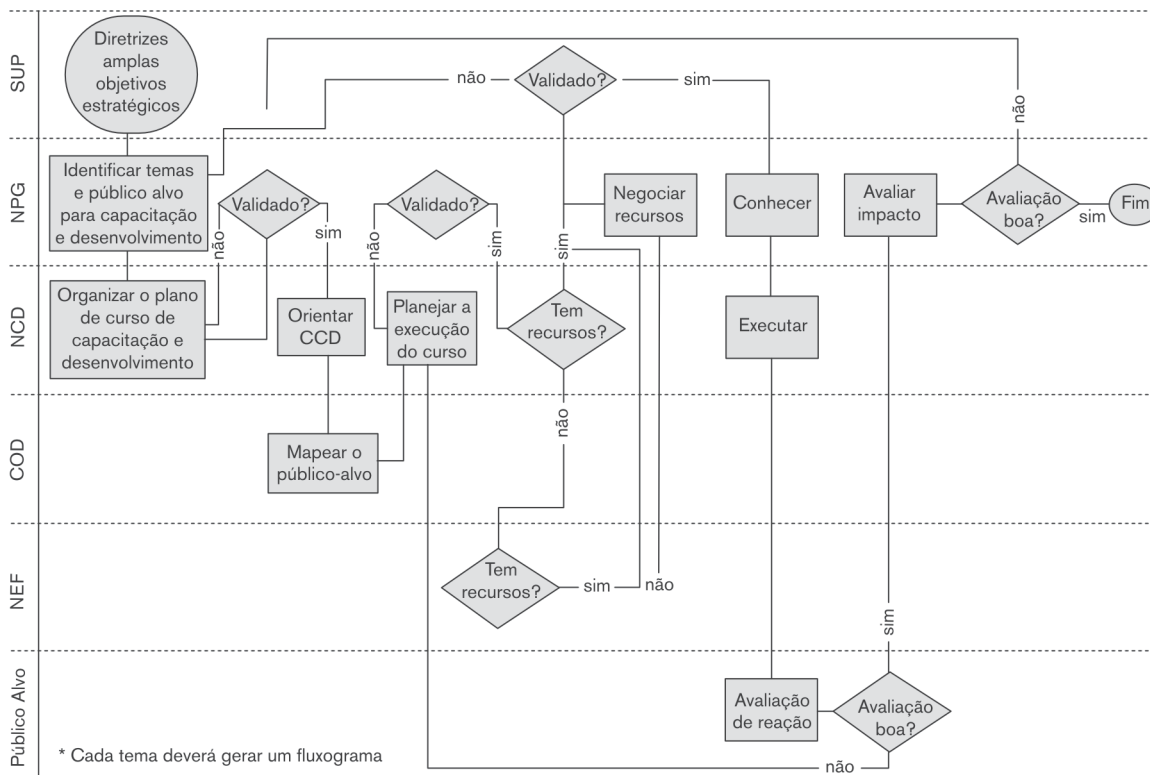 SUP
Diretrizes
amplas
objetivos
estratégicos
não
Validado?
sim
não
NPG
Identificar temas
e público alvo
para capacitação
e desenvolvimento
Validado?
não
sim
Validado?
não
sim
sim
Negociar
recursos
Conhecer
Avaliar
impacto
Avaliação
boa?
sim
Fim
NCD
Organizar o plano
de curso de
capacitação e
desenvolvimento
Orientar
CCD
Planejar a
execução
do curso
Tem
recursos?
Executar
não
COD
Mapear o
público-alvo
NEF
Tem
recursos?
sim
não
sim
Público Alvo
Avaliação
de reação
Avaliação
boa?
não
* Cada tema deverá gerar um fluxograma